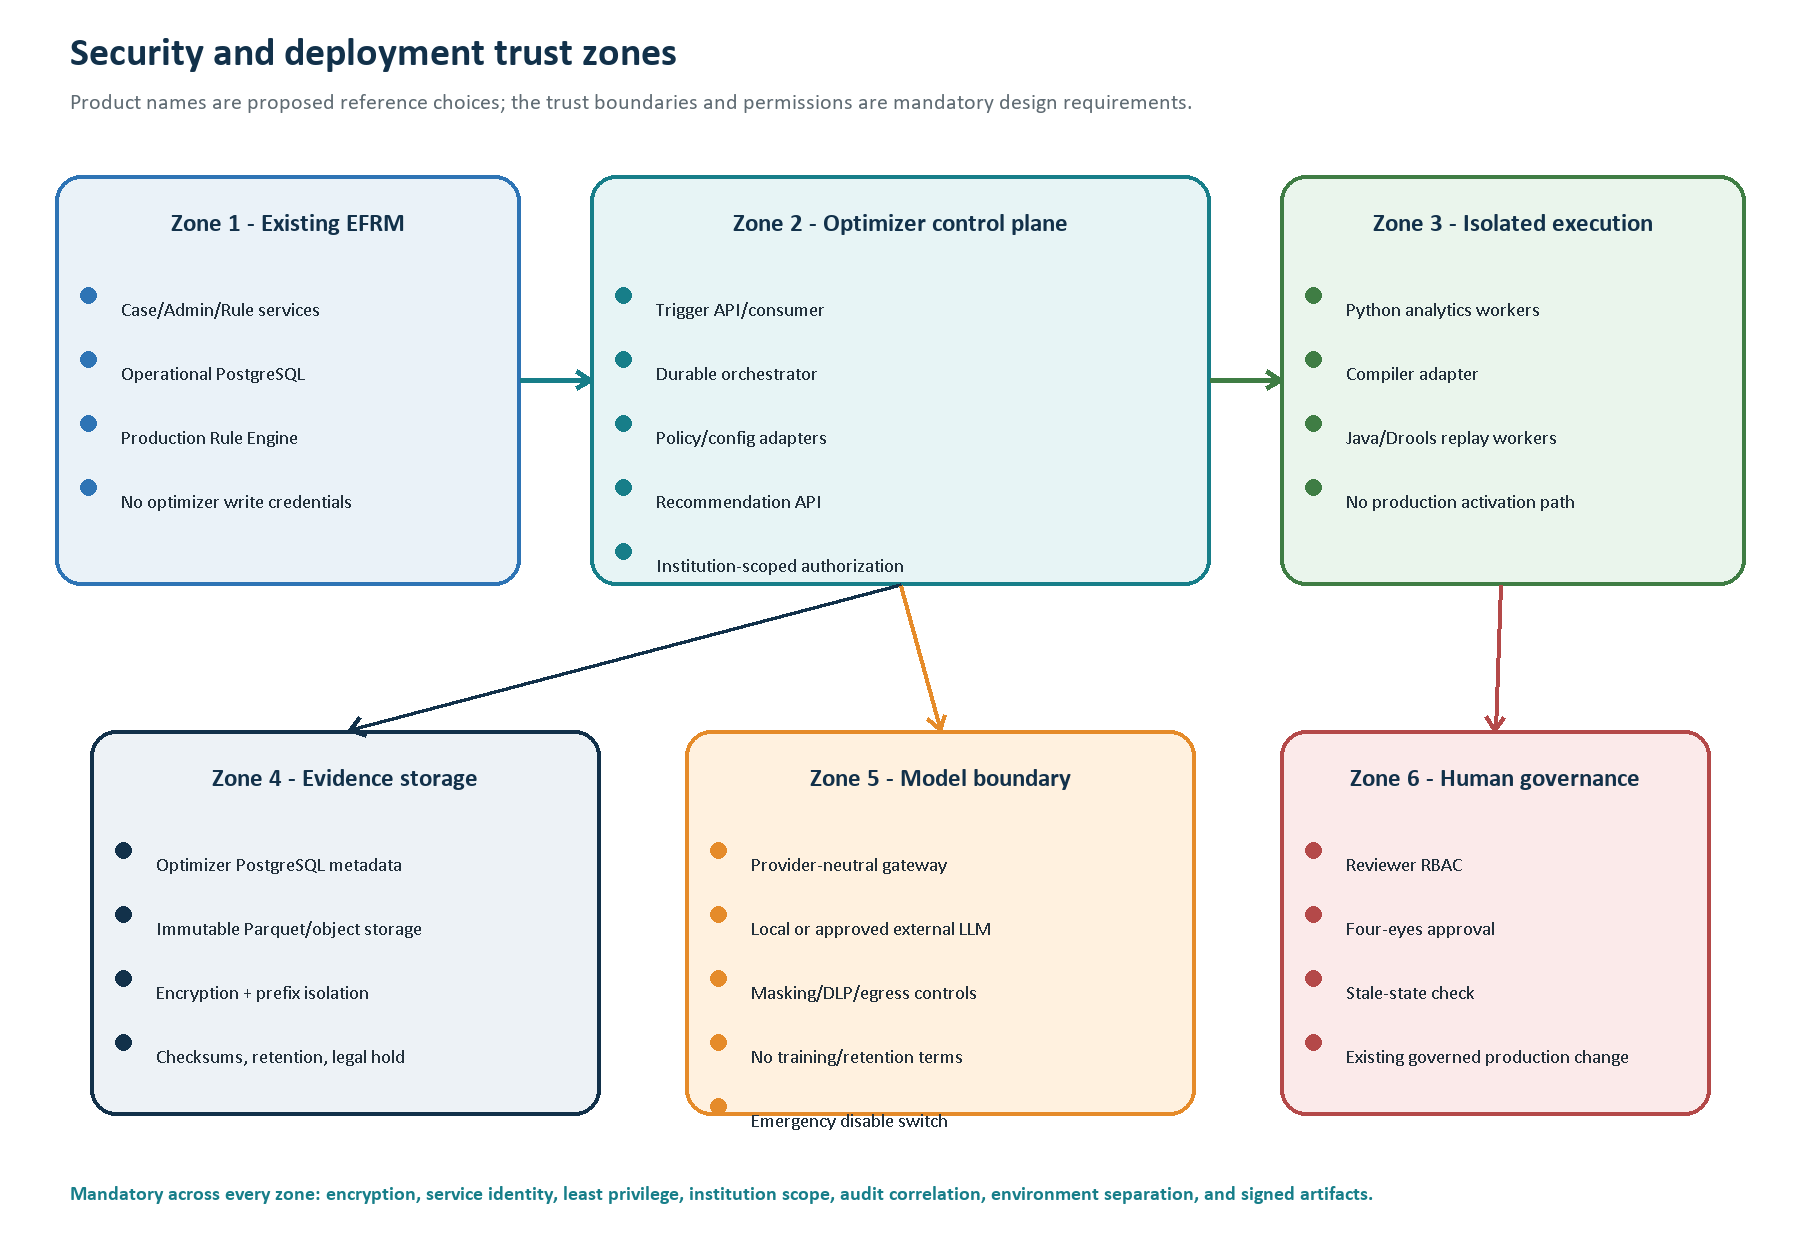 Security and deployment trust zones
Product names are proposed reference choices; the trust boundaries and permissions are mandatory design requirements.
Zone 1 - Existing EFRM
Case/Admin/Rule services
Operational PostgreSQL
Production Rule Engine
No optimizer write credentials
Zone 2 - Optimizer control plane
Trigger API/consumer
Durable orchestrator
Policy/config adapters
Recommendation API
Institution-scoped authorization
Zone 3 - Isolated execution
Python analytics workers
Compiler adapter
Java/Drools replay workers
No production activation path
Zone 4 - Evidence storage
Optimizer PostgreSQL metadata
Immutable Parquet/object storage
Encryption + prefix isolation
Checksums, retention, legal hold
Zone 5 - Model boundary
Provider-neutral gateway
Local or approved external LLM
Masking/DLP/egress controls
No training/retention terms
Emergency disable switch
Zone 6 - Human governance
Reviewer RBAC
Four-eyes approval
Stale-state check
Existing governed production change
Mandatory across every zone: encryption, service identity, least privilege, institution scope, audit correlation, environment separation, and signed artifacts.